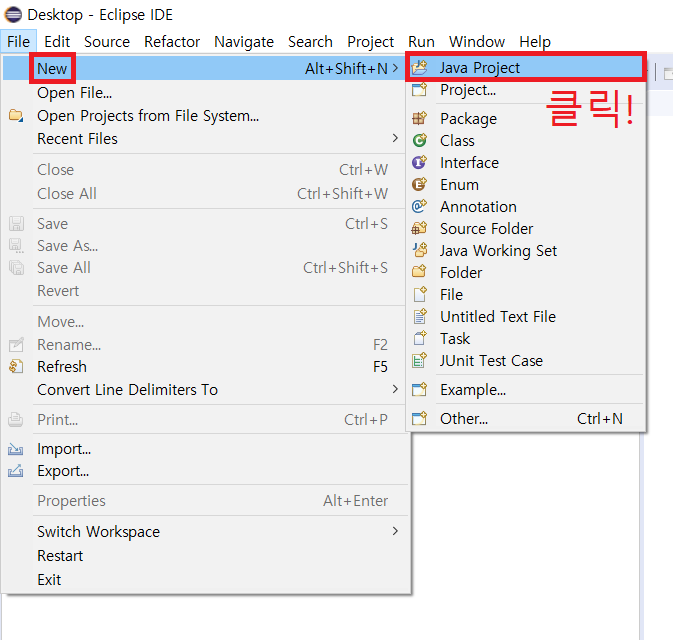 Desktop - Eclipse IDE
File Edit Source Refactor Navigate Search Project Run Window Help
New Alt+Shift+N >
Open File...
Open Projects from File System...
Recent Files >
Close Ctrl+W
Close All Ctrl+Shift+W
Save Ctrl+S
Save As...
Save All Ctrl+Shift+S
Revert
Move...
Rename... F2
Refresh F5
Convert Line Delimiters To >
Print... Ctrl+P
Import...
Export...
Properties Alt+Enter
Switch Workspace >
Restart
Exit
Java Project
Project...
클릭!
Package
Class
Interface
Enum
Annotation
Source Folder
Java Working Set
Folder
File
Untitled Text File
Task
JUnit Test Case
Example...
Other... Ctrl+N